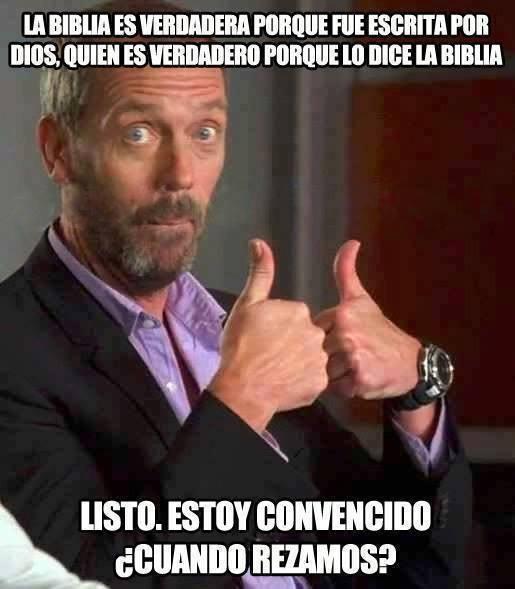 LA BIBLIA ES VERDADERA PORQUE FUE ESCRITA POR
DIOS, QUIEN ES VERDADERO PORQUE LO DICE LA BIBLIA
LISTO. ESTOY CONVENCIDO
¿CUANDO REZAMOS?